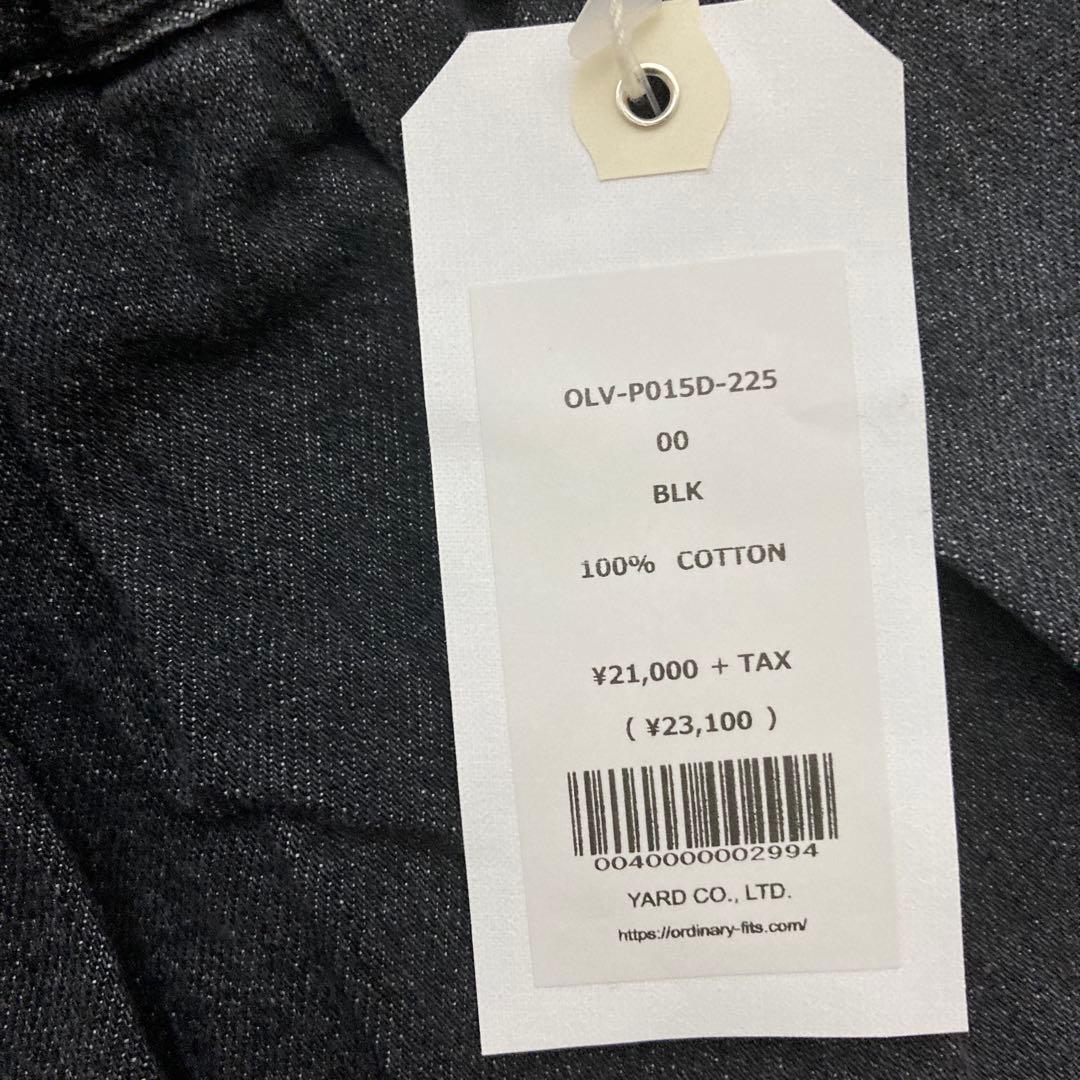 OLV-P015D-225
00
BLK
100% COTTON
¥21,000 + TAX
( ¥23,100 )
0040000002994
YARD CO., LTD.
https://ordinary-fits.com/